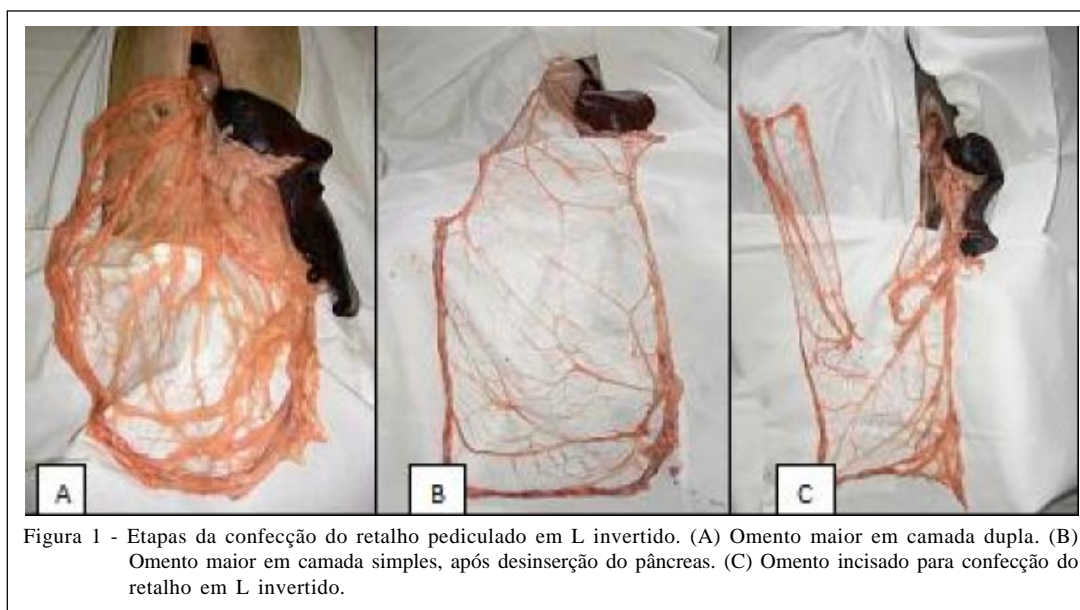 A
B
C
Figura 1 - Etapas da confecção do retalho pediculado em L invertido. (A) Omento maior em camada dupla. (B)
Omento maior em camada simples, após desinserção do pâncreas. (C) Omento incisado para confecção do
retalho em L invertido.